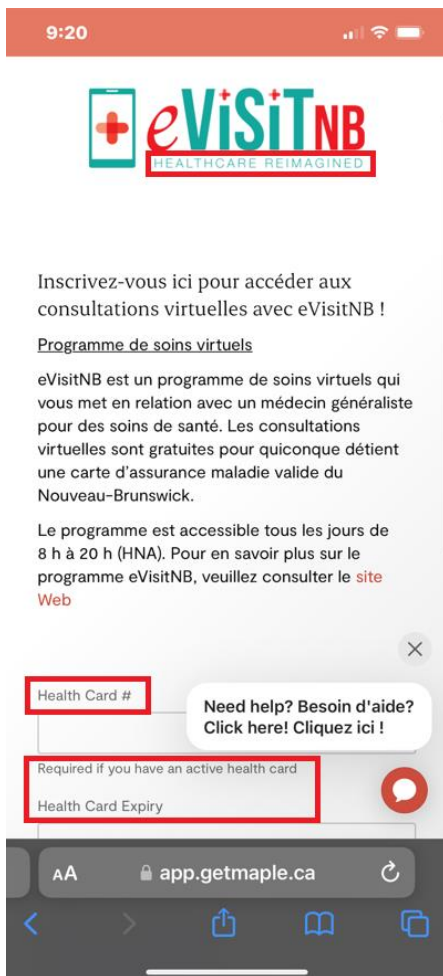 9:20
eViSiTNB
HEALTHCARE REIMAGINED
Inscrivez-vous ici pour accéder aux
consultations virtuelles avec eVisitNB !
Programme de soins virtuels
eVisitNB est un programme de soins virtuels qui
vous met en relation avec un médecin généraliste
pour des soins de santé. Les consultations
virtuelles sont gratuites pour quiconque détient
une carte d'assurance maladie valide du
Nouveau-Brunswick.
Le programme est accessible tous les jours de
8 h à 20 h (HNA). Pour en savoir plus sur le
programme eVisitNB, veuillez consulter le site
Web
Health Card #
Need help? Besoin d'aide?
Click here! Cliquez ici !
Required if you have an active health card
Health Card Expiry
AA app.getmaple.ca